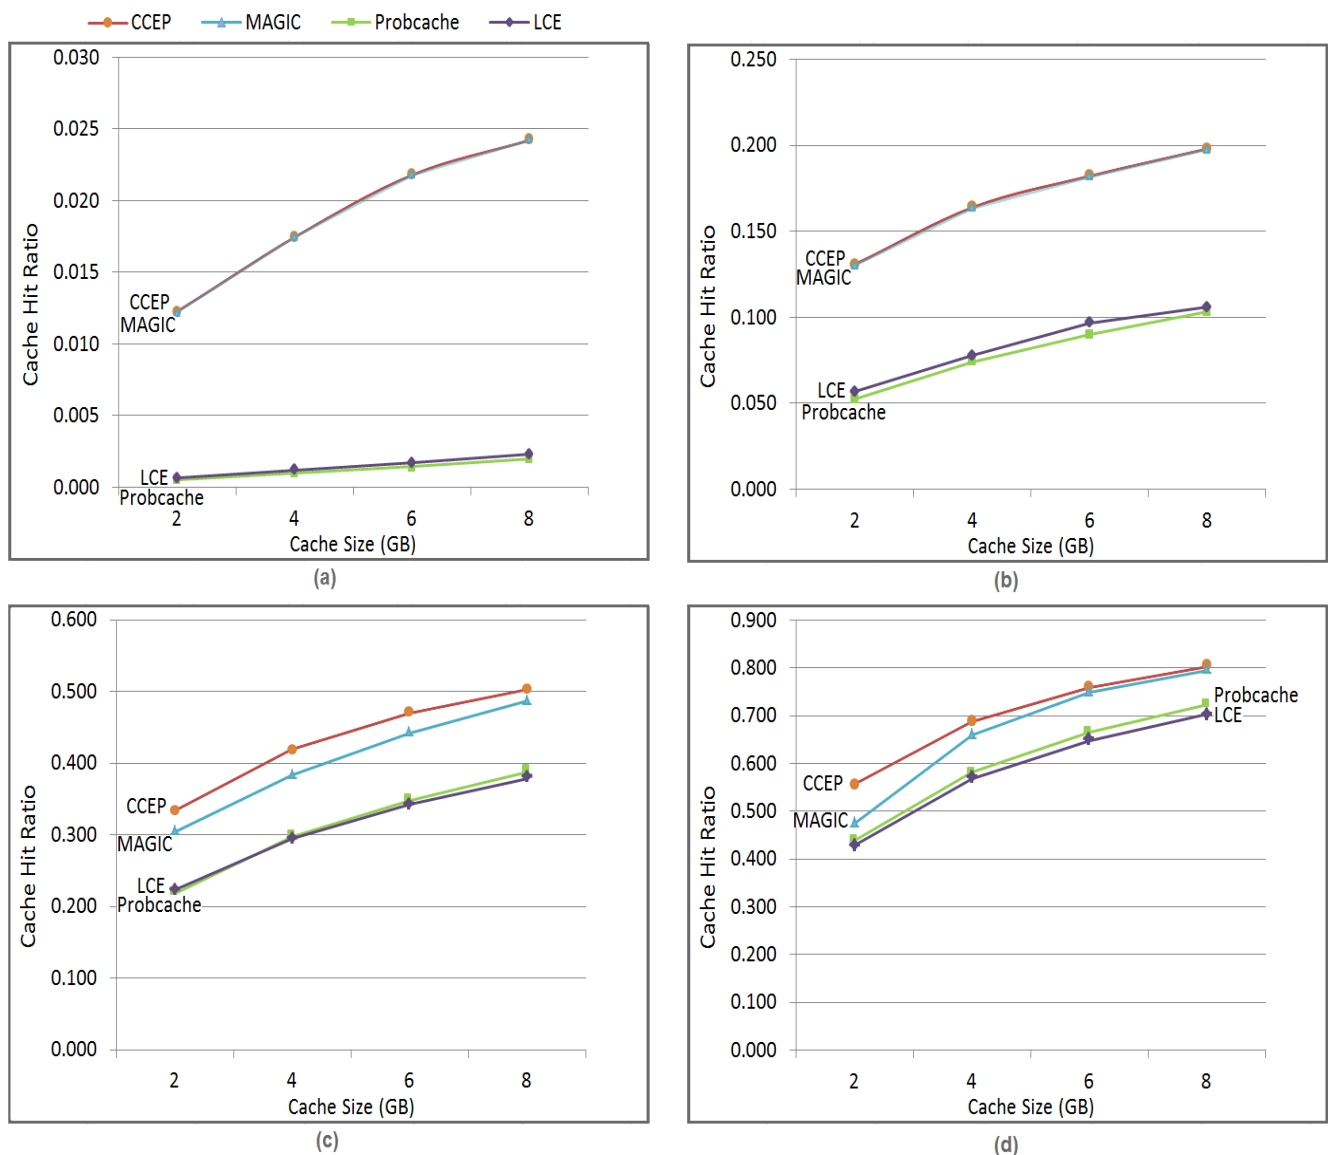 CCEP MAGIC Probcache LCE
0.030
0.025
0.020
0.015
0.010
0.005
0.000
Cache Hit Ratio
CCEP
MAGIC
LCE
Probcache
2 4 6 8
Cache Size (GB)
(a)
0.250
0.200
0.150
0.100
0.050
0.000
Cache Hit Ratio
CCEP
MAGIC
LCE
Probcache
2 4 6 8
Cache Size (GB)
(b)
0.600
0.500
0.400
0.300
0.200
0.100
0.000
Cache Hit Ratio
CCEP
MAGIC
LCE
Probcache
2 4 6 8
Cache Size (GB)
(c)
0.900
0.800
0.700
0.600
0.500
0.400
0.300
0.200
0.100
0.000
Cache Hit Ratio
Probcache
LCE
CCEP
MAGIC
2 4 6 8
Cache Size (GB)
(d)